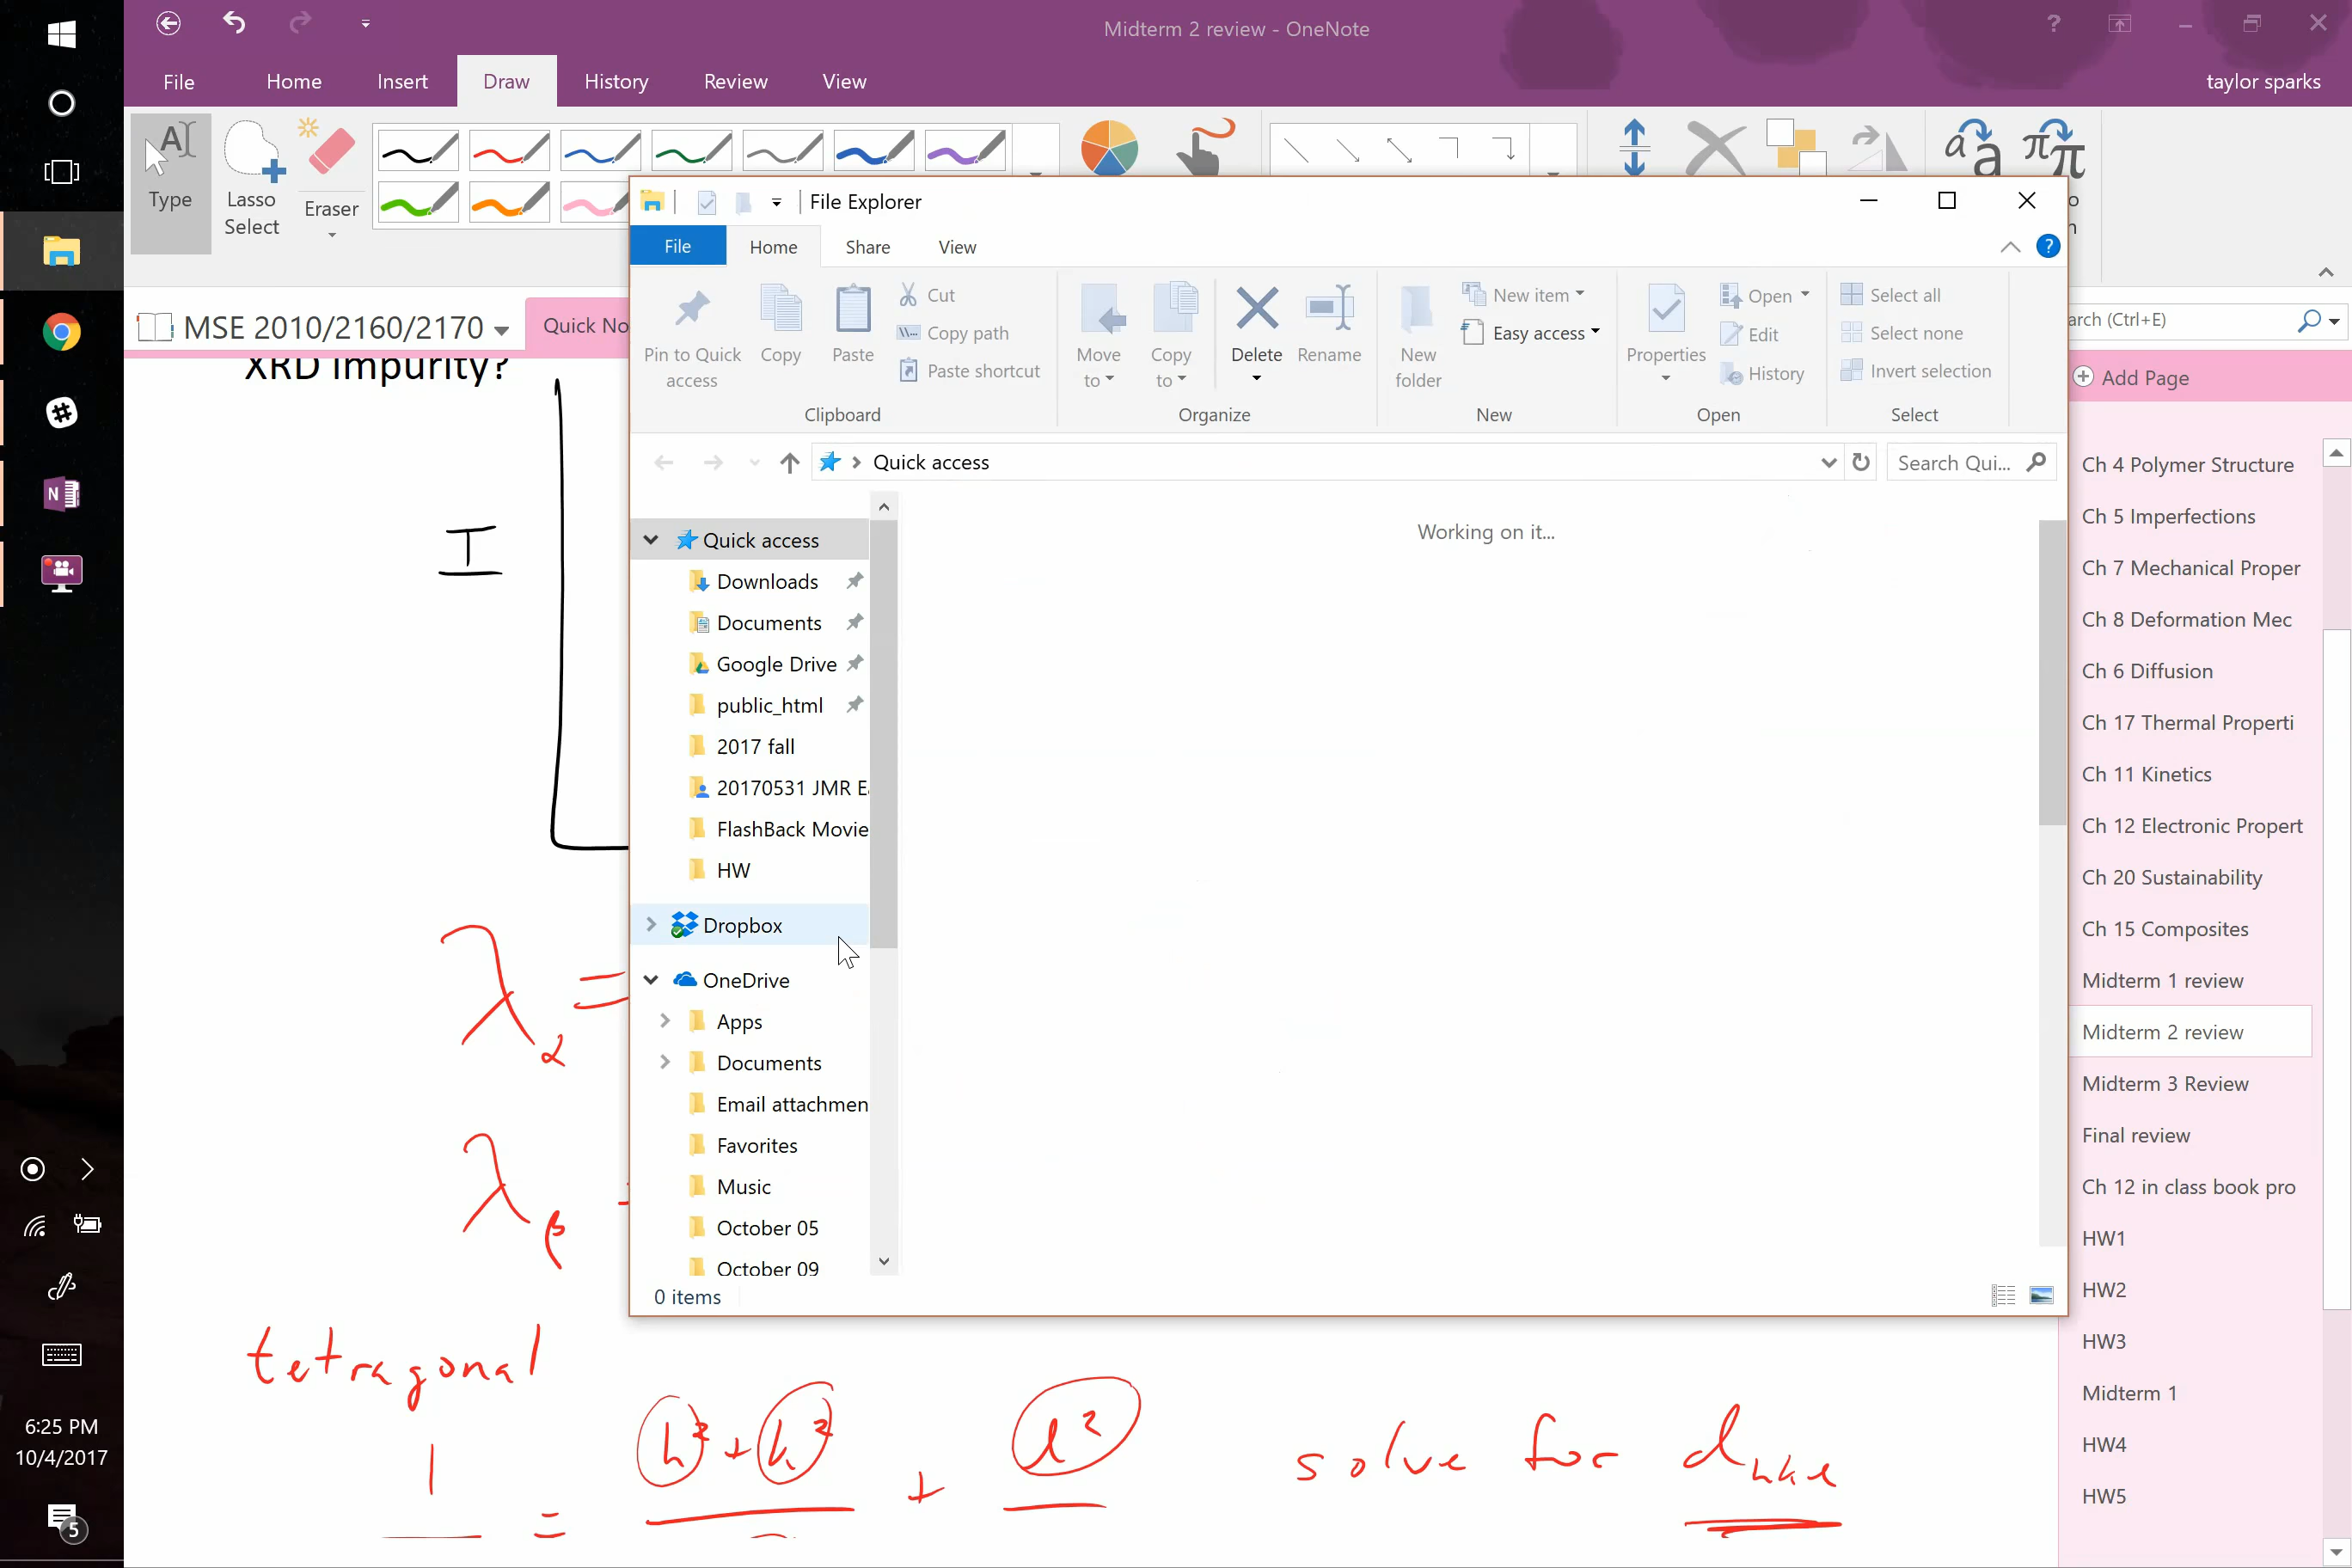 Midterm 2 review - OneNote
File Home Insert Draw History Review View
taylor sparks
Type
Lasso Select
Eraser
MSE 2010/2160/2170
Quick No
arch (Ctrl+E)
XRD impurity?
I
λα =
λβ
tetragonal
1 = h² + k² + l²
solve for dhkl
File Explorer
File Home Share View
Pin to Quick access
Copy
Paste
Cut
Copy path
Paste shortcut
Clipboard
Move to
Copy to
Delete
Rename
Organize
New folder
New item
Easy access
New
Properties
Open
Edit
History
Open
Select all
Select none
Invert selection
Select
Quick access
Search Qui...
Working on it...
Quick access
Downloads
Documents
Google Drive
public_html
2017 fall
20170531 JMR E
FlashBack Movie
HW
Dropbox
OneDrive
Apps
Documents
Email attachmen
Favorites
Music
October 05
October 09
0 items
Add Page
Ch 4 Polymer Structure
Ch 5 Imperfections
Ch 7 Mechanical Proper
Ch 8 Deformation Mec
Ch 6 Diffusion
Ch 17 Thermal Properti
Ch 11 Kinetics
Ch 12 Electronic Propert
Ch 20 Sustainability
Ch 15 Composites
Midterm 1 review
Midterm 2 review
Midterm 3 Review
Final review
Ch 12 in class book pro
HW1
HW2
HW3
Midterm 1
HW4
HW5
6:25 PM
10/4/2017
5